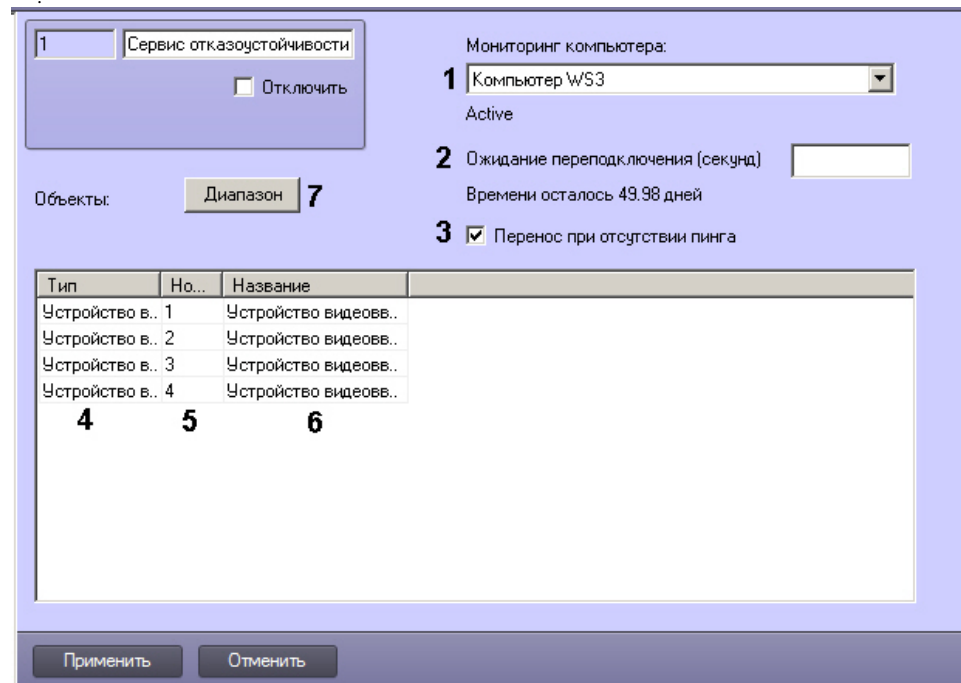 1 Сервис отказоустойчивости
Отключить
Мониторинг компьютера:
1 Компьютер WS3
Active
2 Ожидание переподключения (секунд)
Времени осталось 49.98 дней
3 Перенос при отсутствии пинга
Объекты: Диапазон 7
Тип Но... Название
Устройство в.. 1 Устройство видеовв..
Устройство в.. 2 Устройство видеовв..
Устройство в.. 3 Устройство видеовв..
Устройство в.. 4 Устройство видеовв..
4 5 6
Применить Отменить